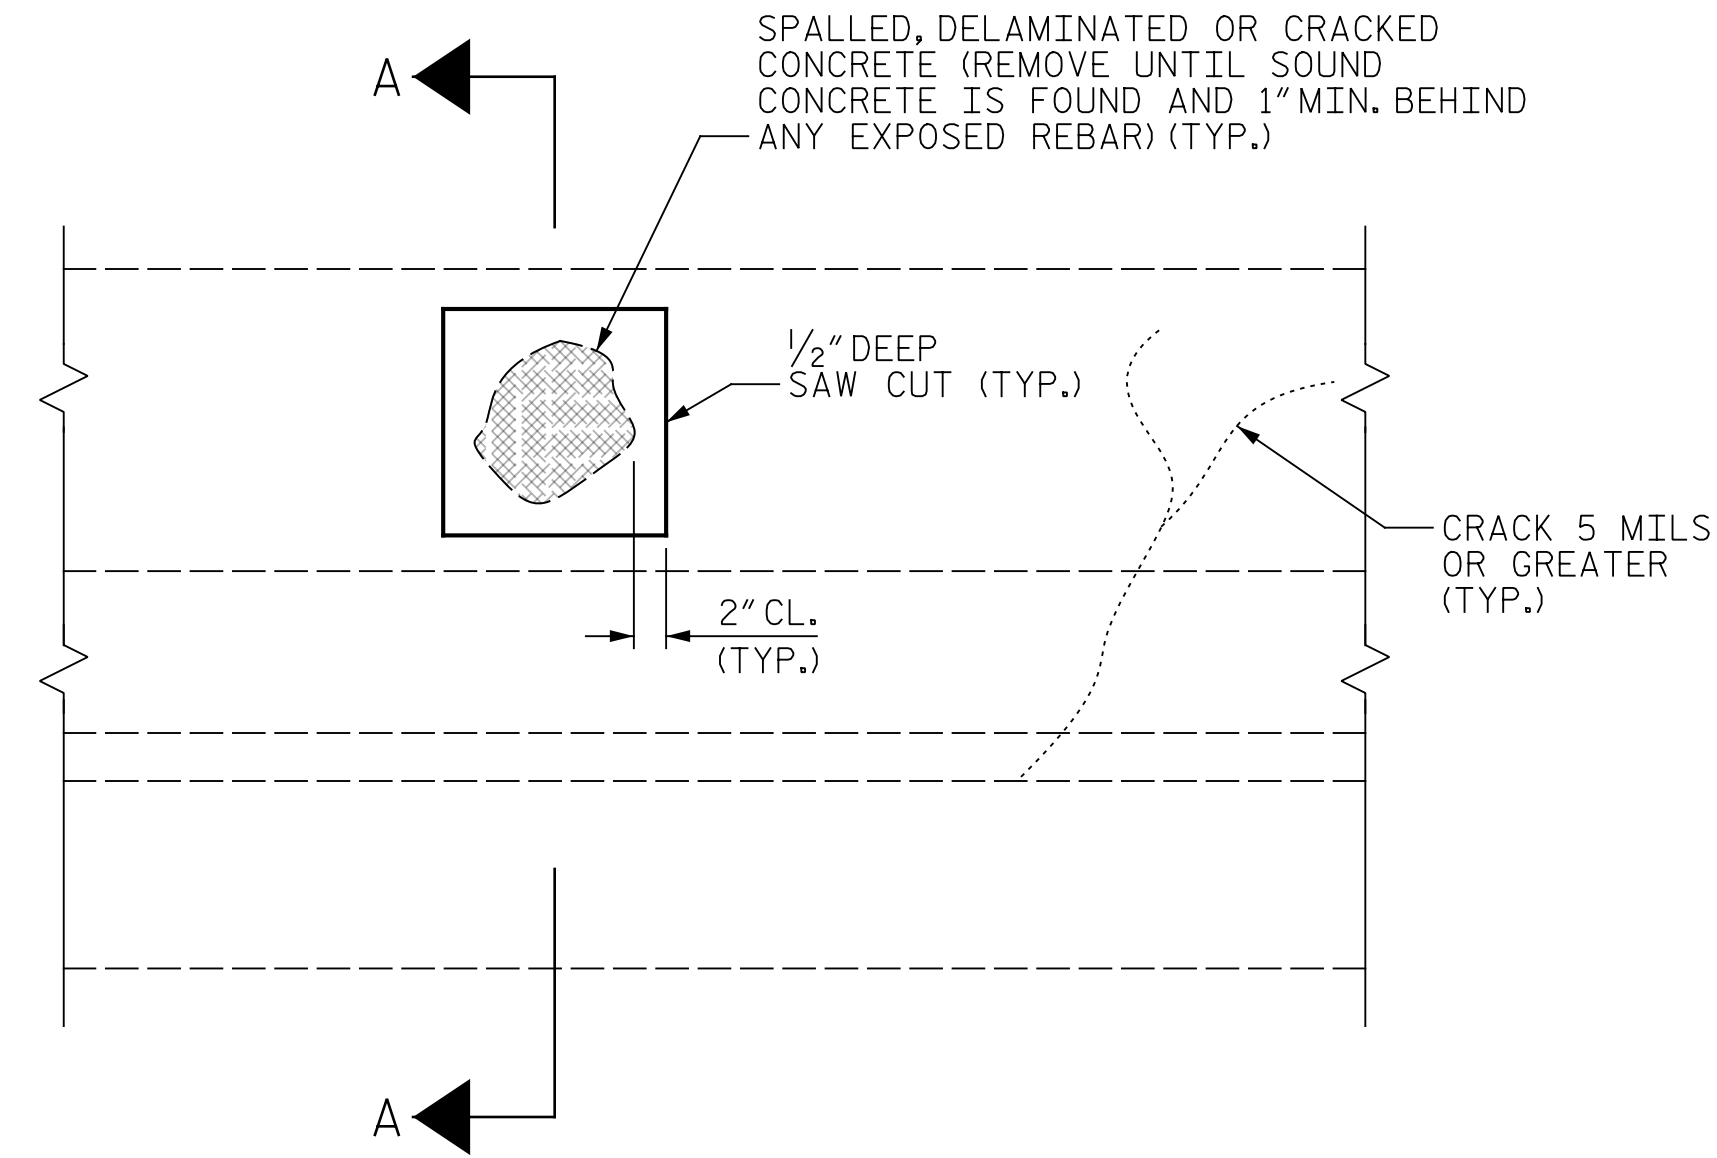 SPALLED, DELAMINATED OR CRACKED
CONCRETE (REMOVE UNTIL SOUND
CONCRETE IS FOUND AND 1" MIN. BEHIND
ANY EXPOSED REBAR) (TYP.)
A
1/2" DEEP
SAW CUT (TYP.)
CRACK 5 MILS
OR GREATER
(TYP.)
2" CL.
(TYP.)
A